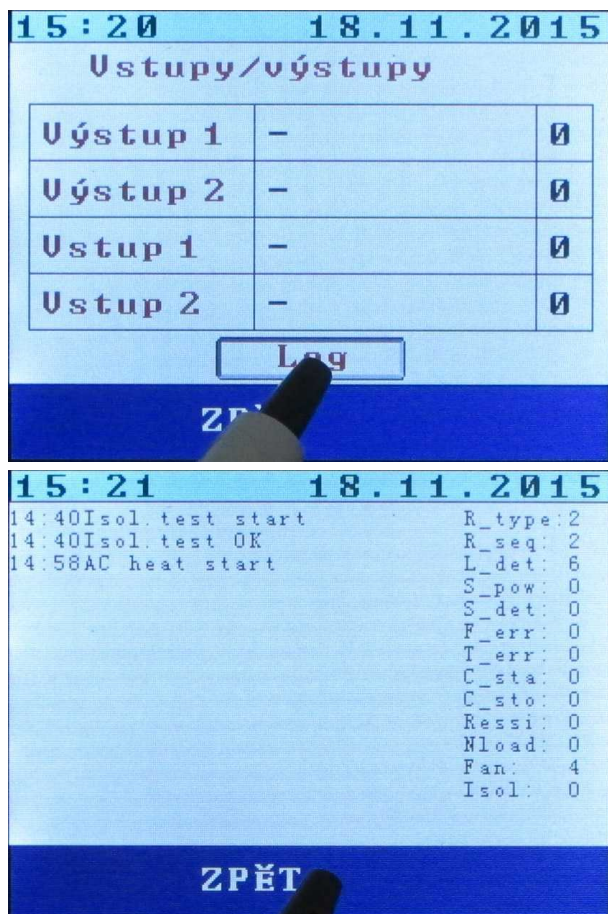 15:20 18.11.2015
Vstupy/výstupy
Výstup 1 – 0
Výstup 2 – 0
Vstup 1 – 0
Vstup 2 – 0
Log
15:21 18.11.2015
14:40Isol.test start R_type:2
14:40Isol.test OK R_seq: 2
14:58AC heat start L_det: 6
S_pow: 0
S_det: 0
F_err: 0
T_err: 0
C_sta: 0
C_sto: 0
Ressi: 0
Nload: 0
Fan: 4
Isol: 0
ZPĚT